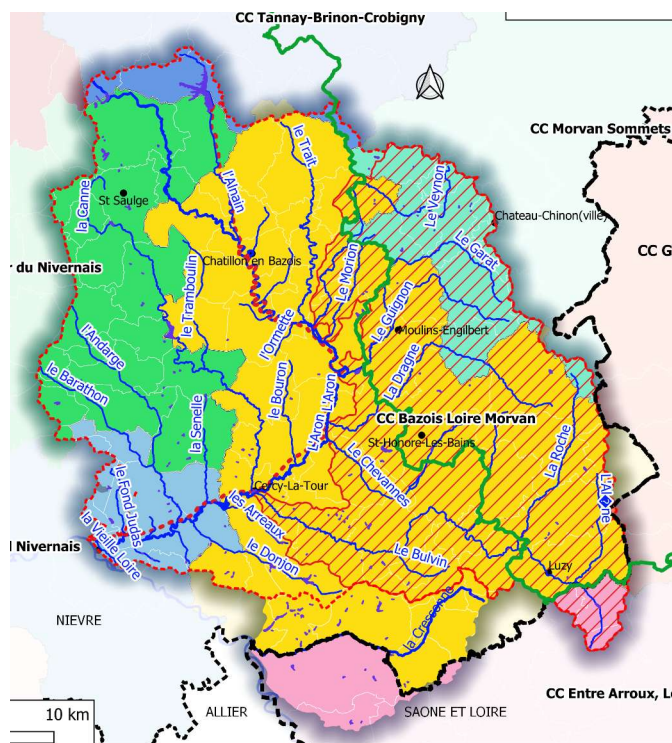 CC Tannay-Brinon-Crobigny
CC Morvan Sommets
le Trait
l'Alnain
Le Veynon
la Canne
St Saulge
Chateau-Chinon(ville)
Le Garat
CC G
r du Nivernais
Chatillon en Bazois
Le Morion
le Tramboulin
Le Guignon
l'Ormette
Moulins-Engilbert
l'Andarge
La Dragne
le Barathon
le Bouron
l'Aron
L'Aron
CC Bazois Loire Morvan
la Senelle
St-Honore-Les-Bains
La Roche
Le Chevannes
le Fond Judas
Cercy-La-Tour
les Arreaux
la Vieille Loire
l Nivernais
le Donjon
Le Bulvin
Luzy
la Cressonne
NIEVRE
ALLIER
SAONE ET LOIRE
CC Entre Arroux, Lo
10 km